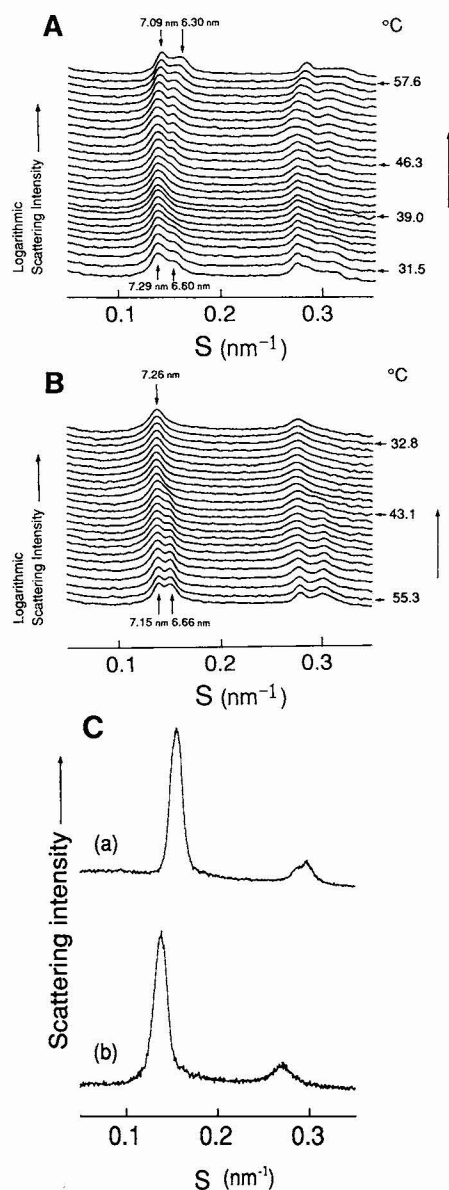 A
7.09 nm 6.30 nm
°C
57.6
46.3
39.0
31.5
Logarithmic
Scattering Intensity
7.29 nm 6.60 nm
0.1 0.2 0.3
S (nm⁻¹)
B
7.26 nm
°C
32.8
43.1
55.3
Logarithmic
Scattering Intensity
7.15 nm 6.66 nm
0.1 0.2 0.3
S (nm⁻¹)
C
Scattering intensity
(a)
(b)
0.1 0.2 0.3
S (nm⁻¹)